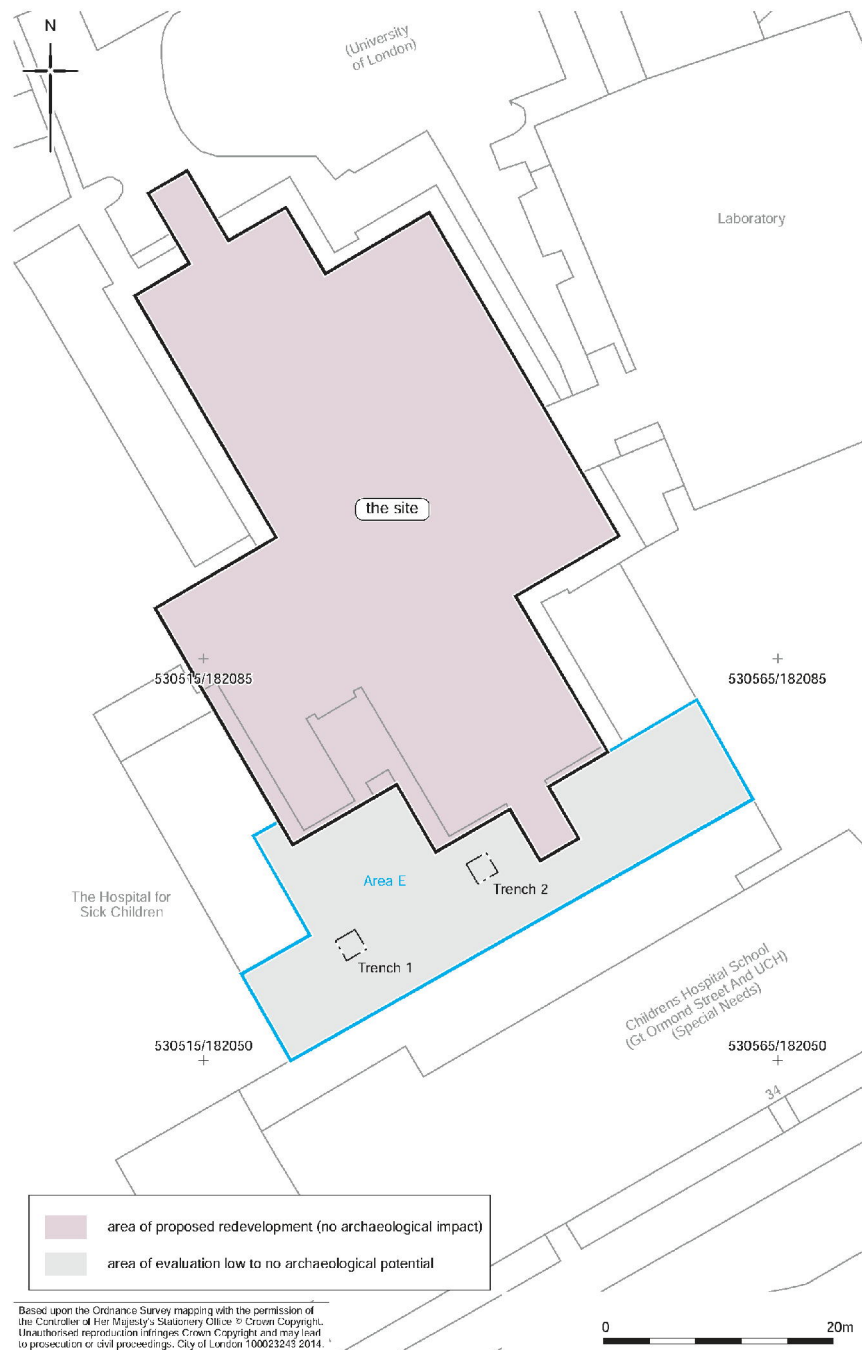 N
(University
of London)
Laboratory
the site
530515/182085
530565/182085
Area E
Trench 2
The Hospital for
Sick Children
Trench 1
Childrens Hospital School
(Gt Ormond Street And UCH)
(Special Needs)
530515/182050
530565/182050
34
area of proposed redevelopment (no archaeological impact)
area of evaluation low to no archaeological potential
Based upon the Ordnance Survey mapping with the permission of
the Controller of Her Majesty's Stationery Office © Crown Copyright.
Unauthorised reproduction infringes Crown Copyright and may lead
to prosecution or civil proceedings. City of London 100023243 2014.
0 20m